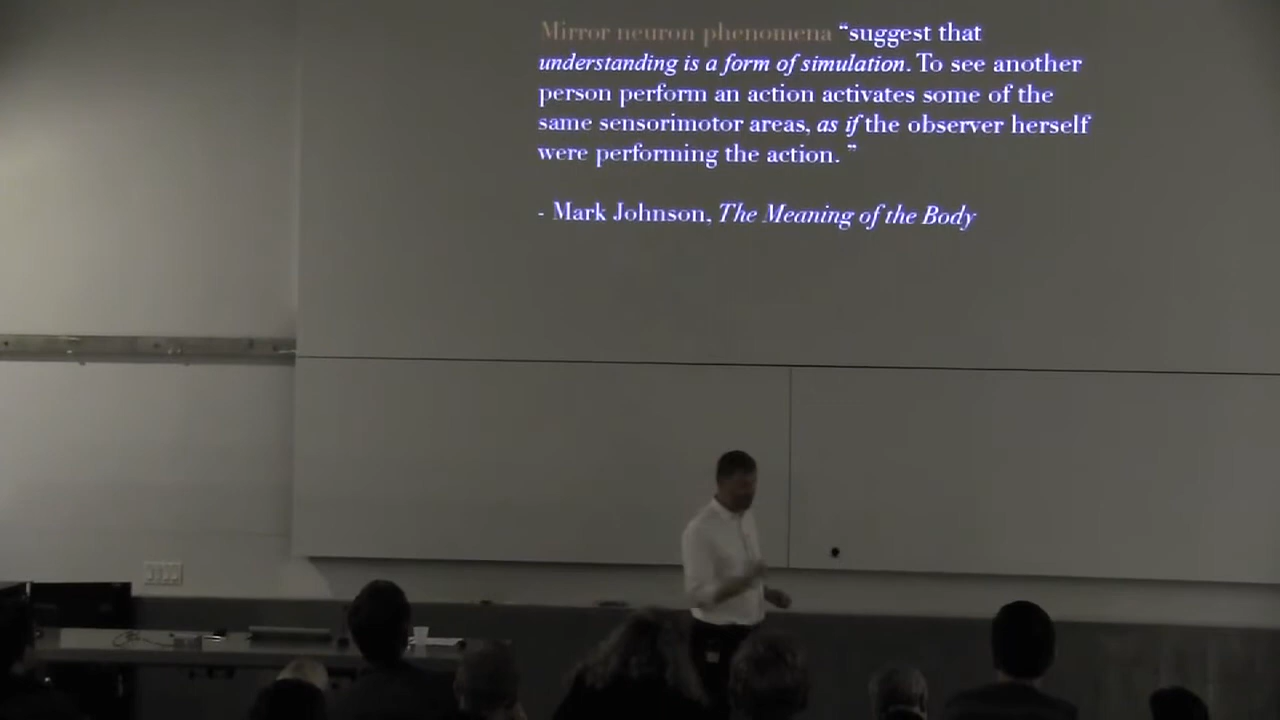 Mirror neuron phenomena “suggest that
understanding is a form of simulation. To see another
person perform an action activates some of the
same sensorimotor areas, as if the observer herself
were performing the action. ”
- Mark Johnson, The Meaning of the Body